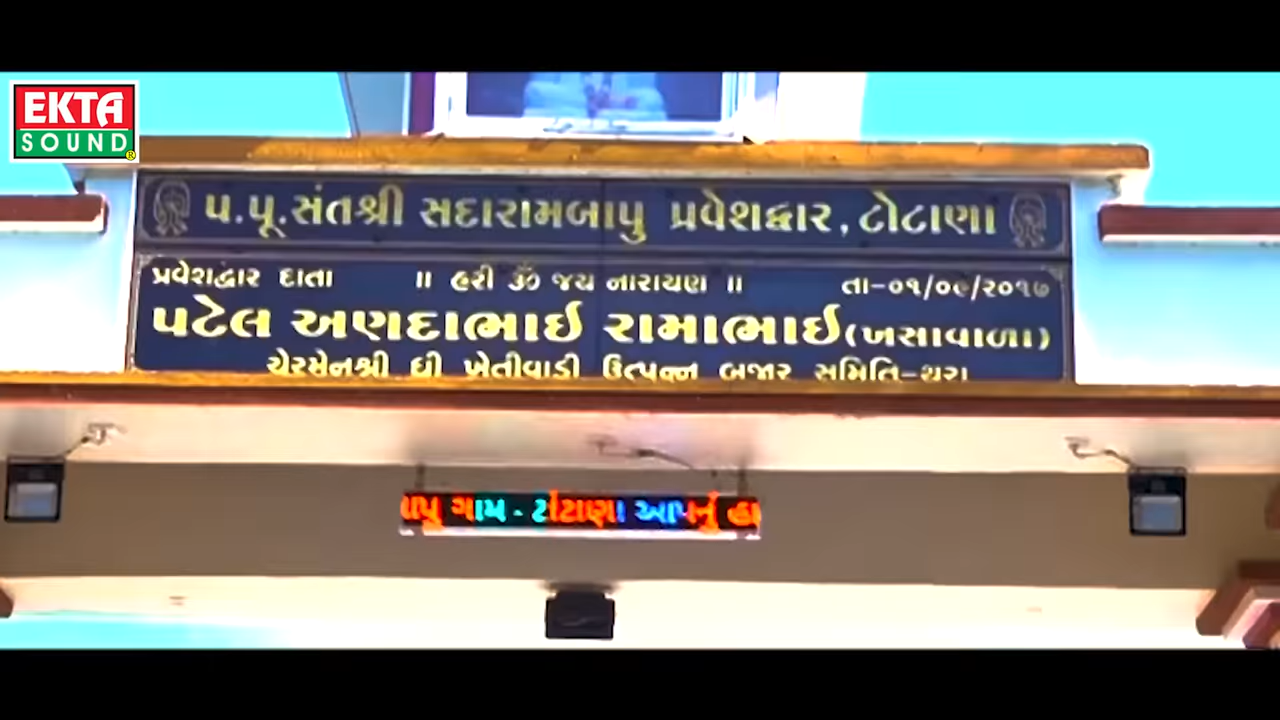 EKTA
SOUND
પ.પૂ.સંતશ્રી સદારામબાપુ પ્રવેશદ્વાર, ટોટાણા
પ્રવેશદ્વાર દાતા ॥ હરી ૐ જય નારાયણ ॥ તા-૦૧/૦૯/૨૦૧૭
પટેલ અણદાભાઈ રામાભાઈ(ખસાવાળા)
ચેરમેનશ્રી ધી ખેતીવાડી ઉત્પન્ન બજાર સમિતિ-થરા
ાપુ ગામ - ટોટાણા આપનું હા